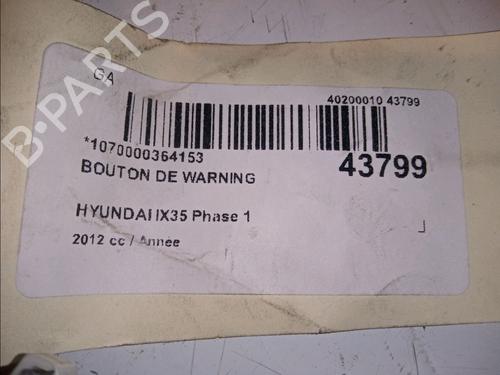 GA
40200010 43799
*1070000364153
43799
BOUTON DE WARNING
HYUNDAI IX35 Phase 1
2012 cc / Année
B-PARTS